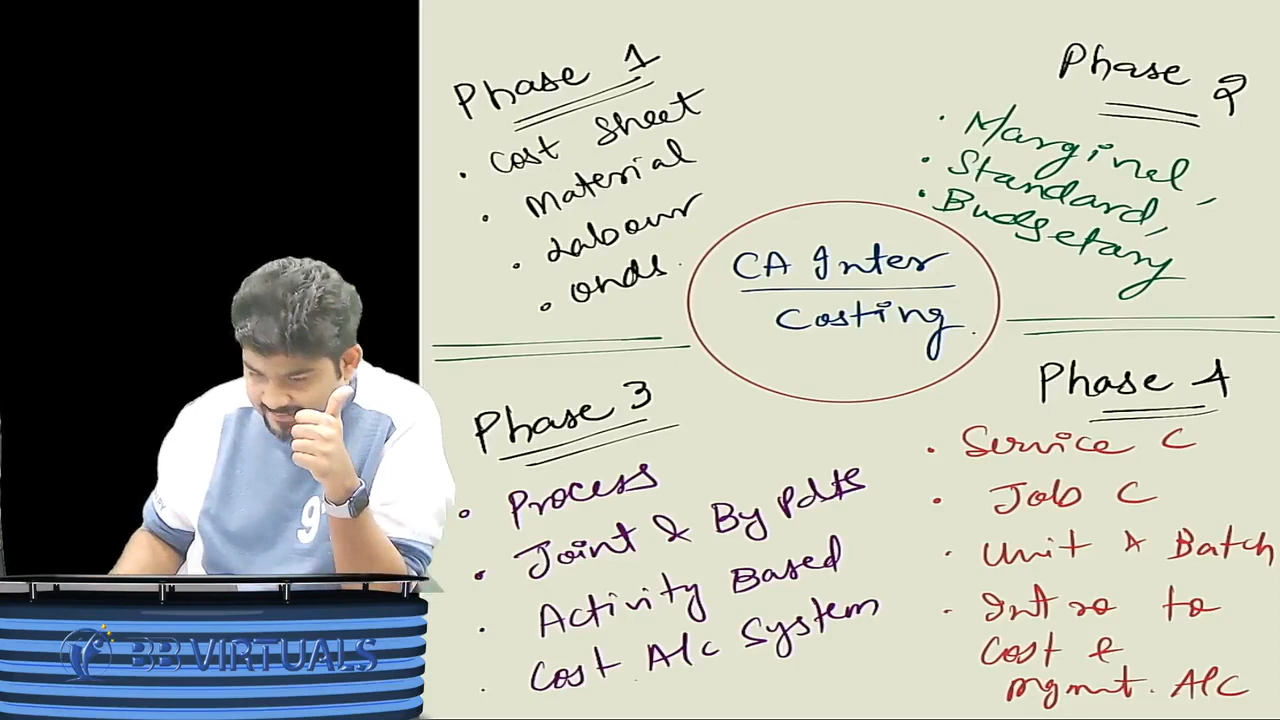 Phase 1
• Cost Sheet
• Material
• Labour
• OHDs.
Phase 2
• Marginal,
• Standard,
• Budgetary
CA Inter
Costing
Phase 3
• Process
• Joint & By Pdts
• Activity Based
• Cost A/c System
Phase 4
• Service C
• Job C
• Unit & Batch
• Intro to
Cost &
Mgmt. A/C
BB VIRTUALS
9